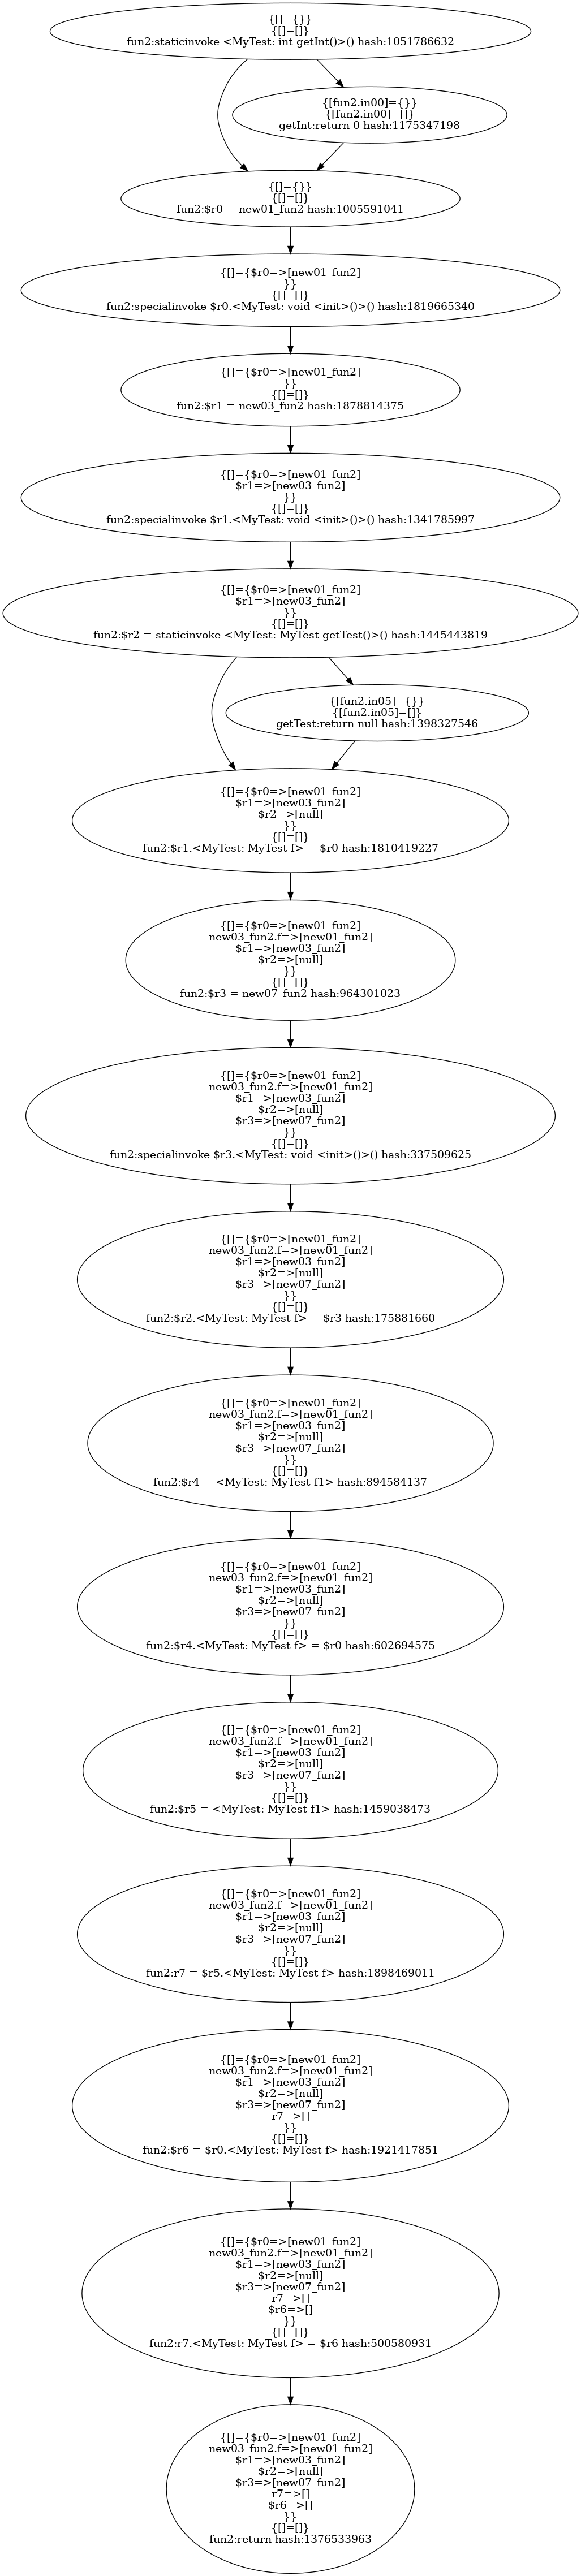 {[]={}}
{[]=[]}
fun2:staticinvoke <MyTest: int getInt()>() hash:1051786632
{[fun2.in00]={}}
{[fun2.in00]=[]}
getInt:return 0 hash:1175347198
{[]={}}
{[]=[]}
fun2:$r0 = new01_fun2 hash:1005591041
{[]={$r0=>[new01_fun2]
}}
{[]=[]}
fun2:specialinvoke $r0.<MyTest: void <init>()>() hash:1819665340
{[]={$r0=>[new01_fun2]
}}
{[]=[]}
fun2:$r1 = new03_fun2 hash:1878814375
{[]={$r0=>[new01_fun2]
$r1=>[new03_fun2]
}}
{[]=[]}
fun2:specialinvoke $r1.<MyTest: void <init>()>() hash:1341785997
{[]={$r0=>[new01_fun2]
$r1=>[new03_fun2]
}}
{[]=[]}
fun2:$r2 = staticinvoke <MyTest: MyTest getTest()>() hash:1445443819
{[fun2.in05]={}}
{[fun2.in05]=[]}
getTest:return null hash:1398327546
{[]={$r0=>[new01_fun2]
$r1=>[new03_fun2]
$r2=>[null]
}}
{[]=[]}
fun2:$r1.<MyTest: MyTest f> = $r0 hash:1810419227
{[]={$r0=>[new01_fun2]
new03_fun2.f=>[new01_fun2]
$r1=>[new03_fun2]
$r2=>[null]
}}
{[]=[]}
fun2:$r3 = new07_fun2 hash:964301023
{[]={$r0=>[new01_fun2]
new03_fun2.f=>[new01_fun2]
$r1=>[new03_fun2]
$r2=>[null]
$r3=>[new07_fun2]
}}
{[]=[]}
fun2:specialinvoke $r3.<MyTest: void <init>()>() hash:337509625
{[]={$r0=>[new01_fun2]
new03_fun2.f=>[new01_fun2]
$r1=>[new03_fun2]
$r2=>[null]
$r3=>[new07_fun2]
}}
{[]=[]}
fun2:$r2.<MyTest: MyTest f> = $r3 hash:175881660
{[]={$r0=>[new01_fun2]
new03_fun2.f=>[new01_fun2]
$r1=>[new03_fun2]
$r2=>[null]
$r3=>[new07_fun2]
}}
{[]=[]}
fun2:$r4 = <MyTest: MyTest f1> hash:894584137
{[]={$r0=>[new01_fun2]
new03_fun2.f=>[new01_fun2]
$r1=>[new03_fun2]
$r2=>[null]
$r3=>[new07_fun2]
}}
{[]=[]}
fun2:$r4.<MyTest: MyTest f> = $r0 hash:602694575
{[]={$r0=>[new01_fun2]
new03_fun2.f=>[new01_fun2]
$r1=>[new03_fun2]
$r2=>[null]
$r3=>[new07_fun2]
}}
{[]=[]}
fun2:$r5 = <MyTest: MyTest f1> hash:1459038473
{[]={$r0=>[new01_fun2]
new03_fun2.f=>[new01_fun2]
$r1=>[new03_fun2]
$r2=>[null]
$r3=>[new07_fun2]
}}
{[]=[]}
fun2:r7 = $r5.<MyTest: MyTest f> hash:1898469011
{[]={$r0=>[new01_fun2]
new03_fun2.f=>[new01_fun2]
$r1=>[new03_fun2]
$r2=>[null]
$r3=>[new07_fun2]
r7=>[]
}}
{[]=[]}
fun2:$r6 = $r0.<MyTest: MyTest f> hash:1921417851
{[]={$r0=>[new01_fun2]
new03_fun2.f=>[new01_fun2]
$r1=>[new03_fun2]
$r2=>[null]
$r3=>[new07_fun2]
r7=>[]
$r6=>[]
}}
{[]=[]}
fun2:r7.<MyTest: MyTest f> = $r6 hash:500580931
{[]={$r0=>[new01_fun2]
new03_fun2.f=>[new01_fun2]
$r1=>[new03_fun2]
$r2=>[null]
$r3=>[new07_fun2]
r7=>[]
$r6=>[]
}}
{[]=[]}
fun2:return hash:1376533963